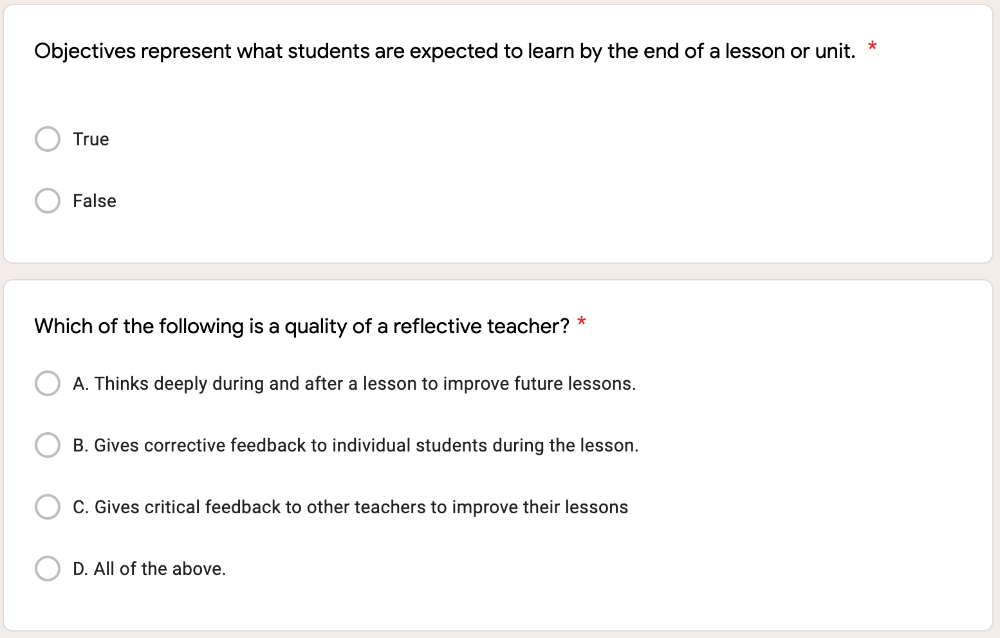 Objectives represent what students are expected to learn by the end of a lesson or unit. *
True
False
Which of the following is a quality of a reflective teacher? *
A. Thinks deeply during and after a lesson to improve future lessons.
B. Gives corrective feedback to individual students during the lesson.
C. Gives critical feedback to other teachers to improve their lessons
D. All of the above.